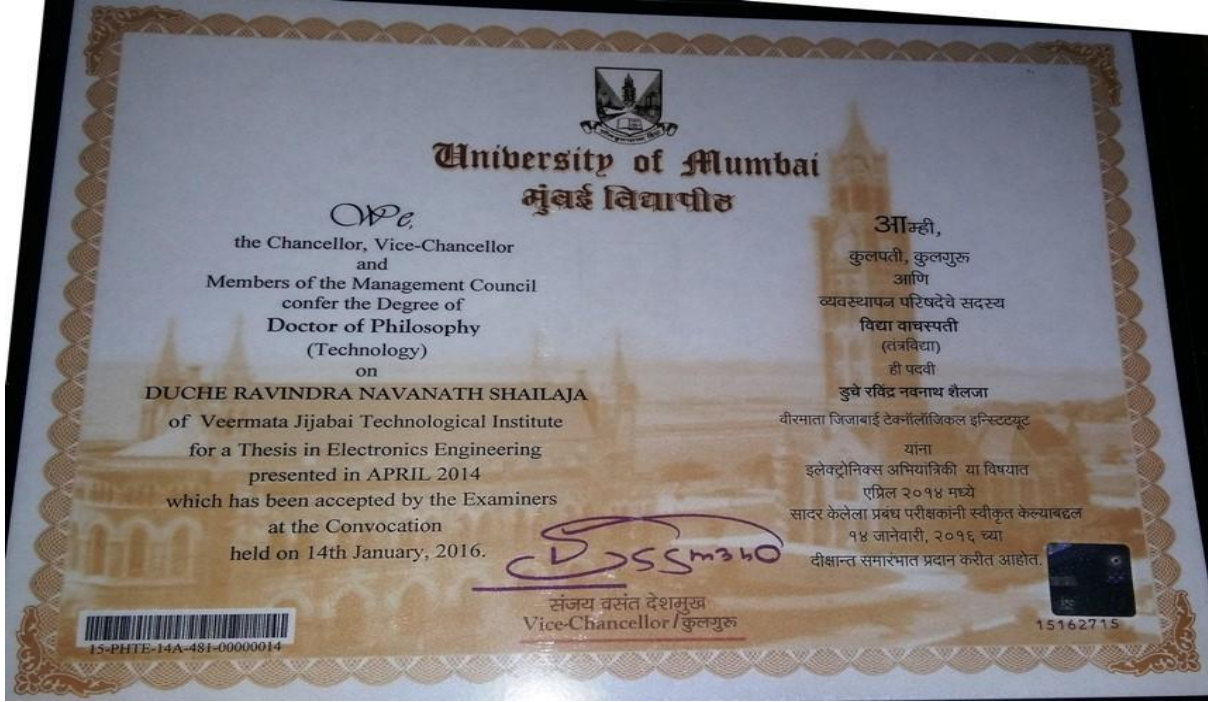 University of Mumbai
मुंबई विद्यापीठ
We,
the Chancellor, Vice-Chancellor
and
Members of the Management Council
confer the Degree of
Doctor of Philosophy
(Technology)
on
DUCHE RAVINDRA NAVANATH SHAILAJA
of Veermata Jijabai Technological Institute
for a Thesis in Electronics Engineering
presented in APRIL 2014
which has been accepted by the Examiners
at the Convocation
held on 14th January, 2016.
आम्ही,
कुलपती, कुलगुरू
आणि
व्यवस्थापन परिषदेचे सदस्य
विद्या वाचस्पती
(तंत्रविद्या)
ही पदवी
डुचे रविंद्र नवनाथ शैलजा
वीरमाता जिजाबाई टेक्नॉलॉजिकल इन्स्टिटयूट
यांना
इलेक्ट्रोनिक्स अभियांत्रिकी या विषयात
एप्रिल २०१४ मध्ये
सादर केलेला प्रबंध परीक्षकांनी स्वीकृत केल्याबद्दल
१४ जानेवारी, २०१६ च्या
दीक्षान्त समारंभात प्रदान करीत आहोत.
संजय वसंत देशमुख
Vice-Chancellor/कुलगुरू
15-PHTE-14A-481-00000014
15162715